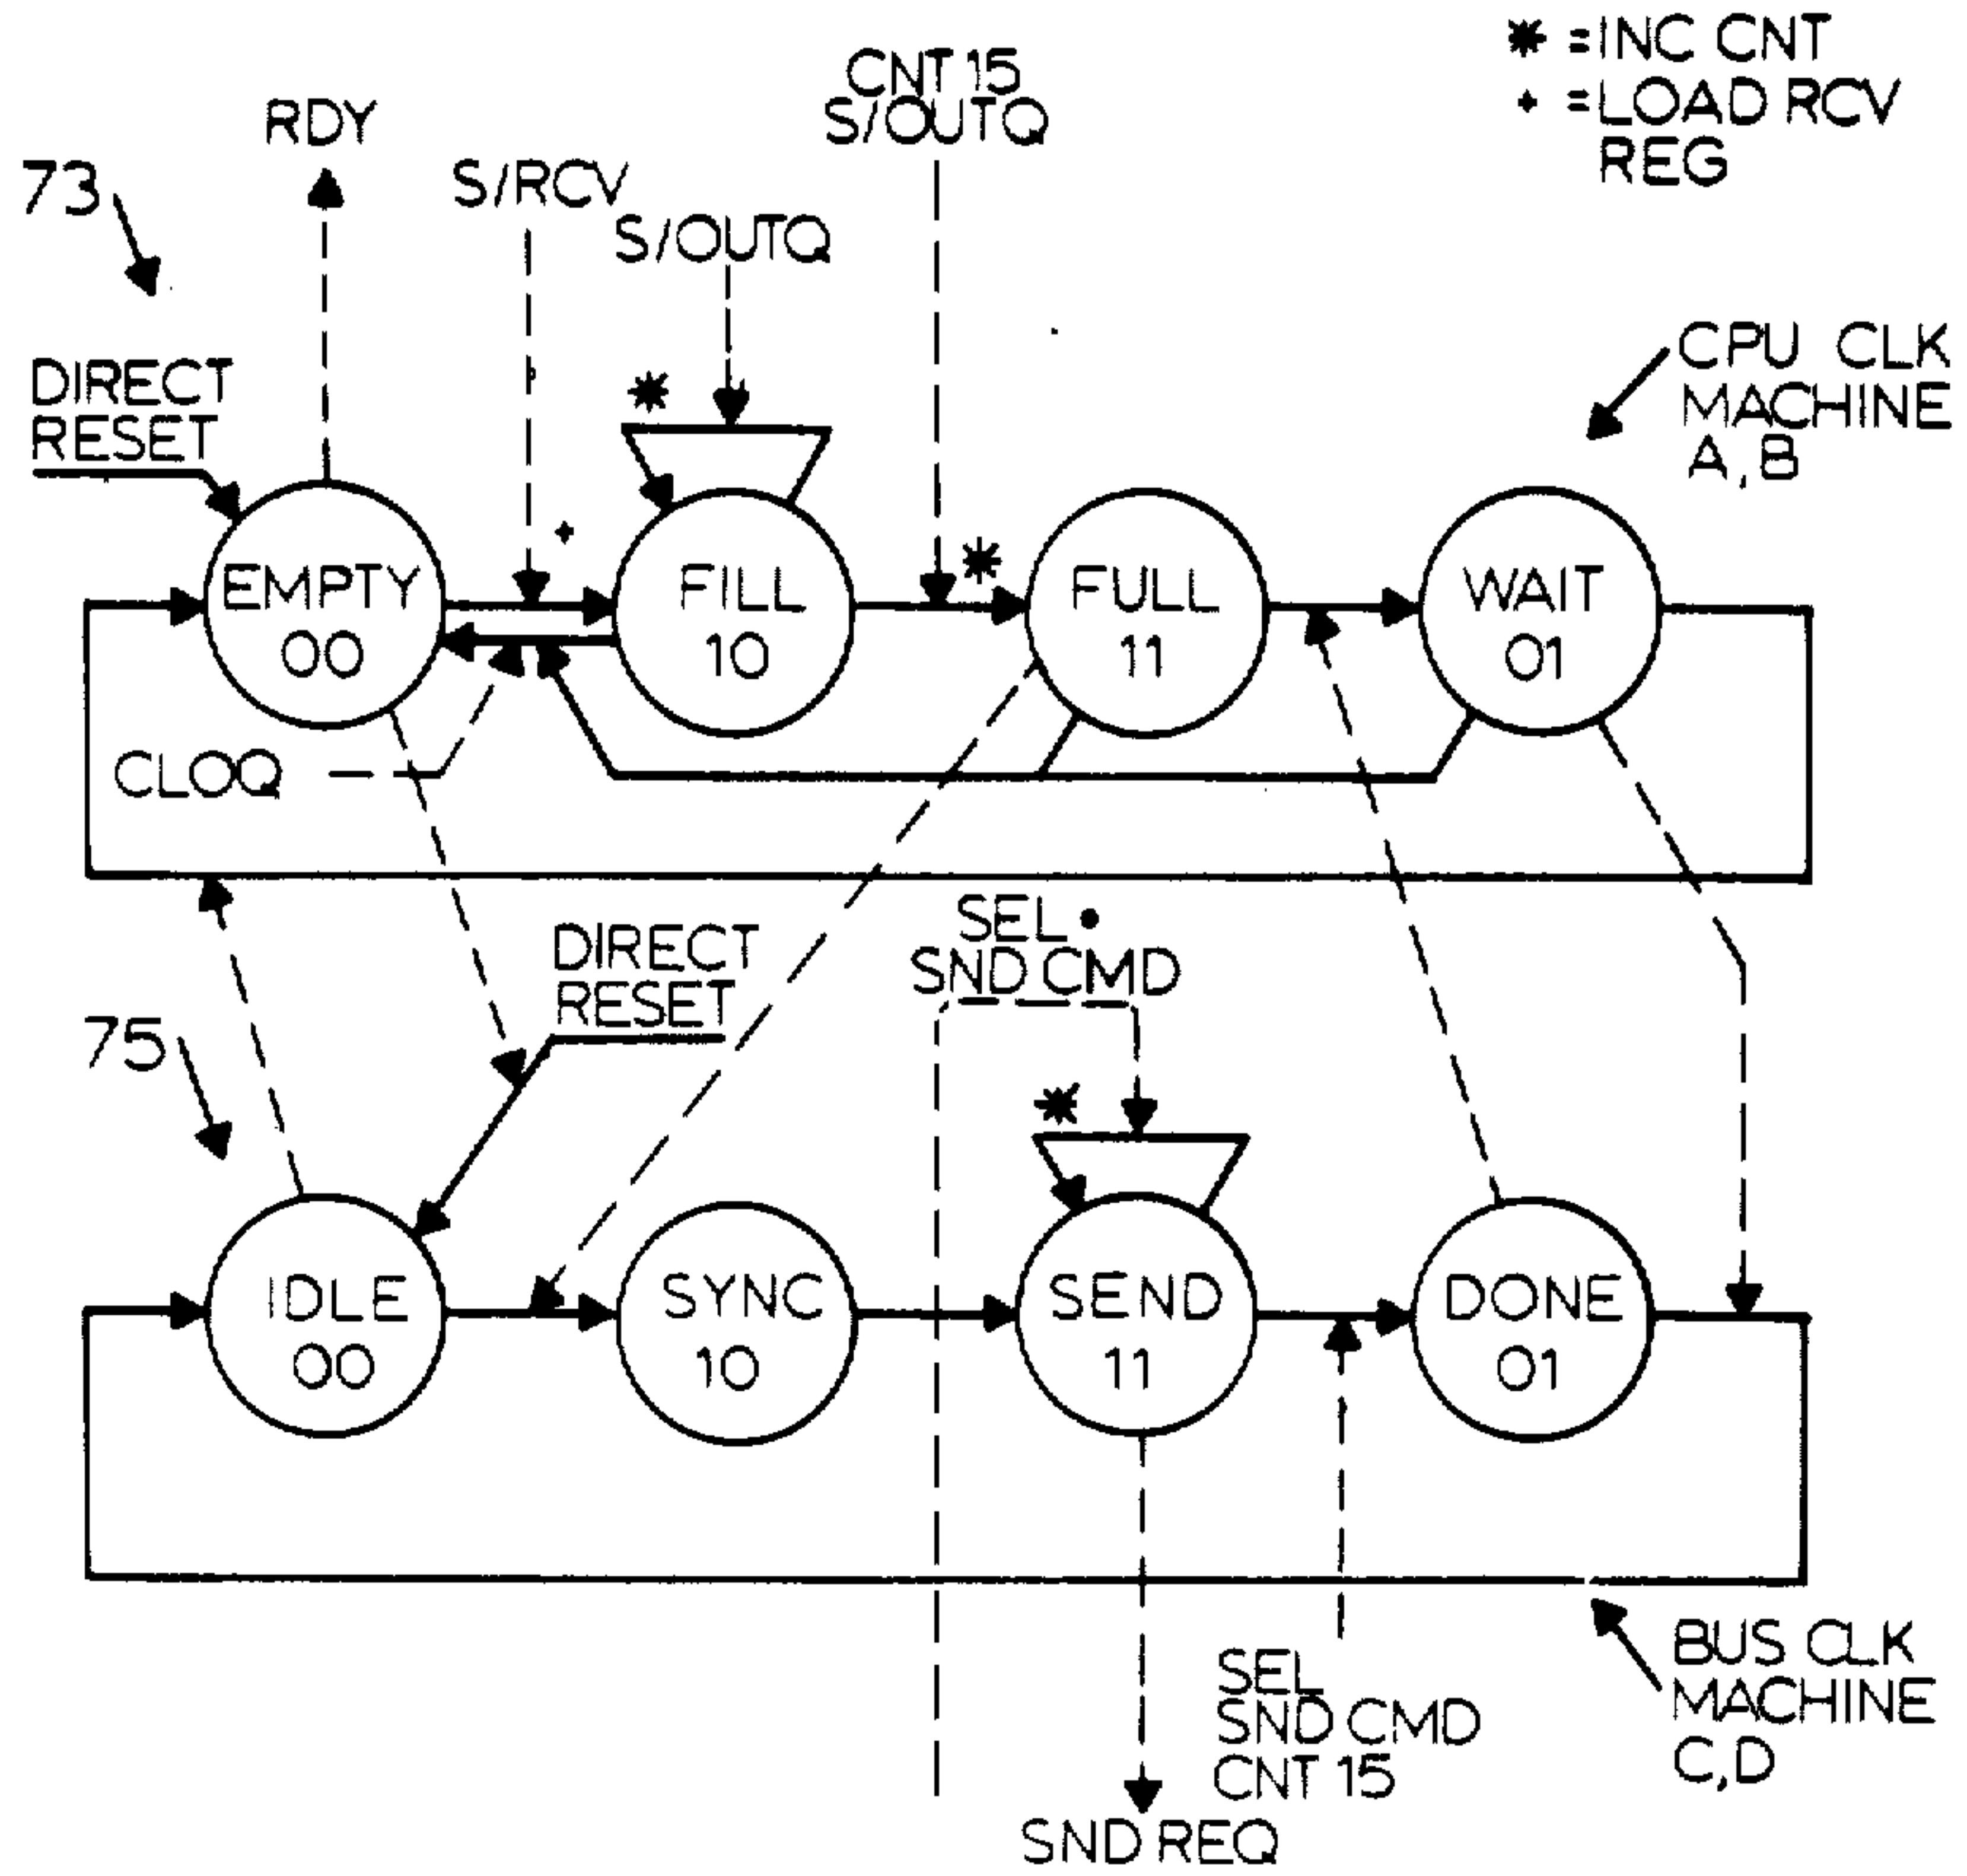 * = INC CNT
+ = LOAD RCV
REG
CNT 15
S/OUTQ
RDY
S/RCV
S/OUTQ
73
DIRECT
RESET
*
CPU CLK
MACHINE
A,B
+
*
EMPTY
00
FILL
10
FULL
11
WAIT
01
CLOQ
SEL •
SND CMD
DIRECT
RESET
75
*
IDLE
00
SYNC
10
SEND
11
DONE
01
SEL
SND CMD
CNT 15
BUS CLK
MACHINE
C,D
SND REQ